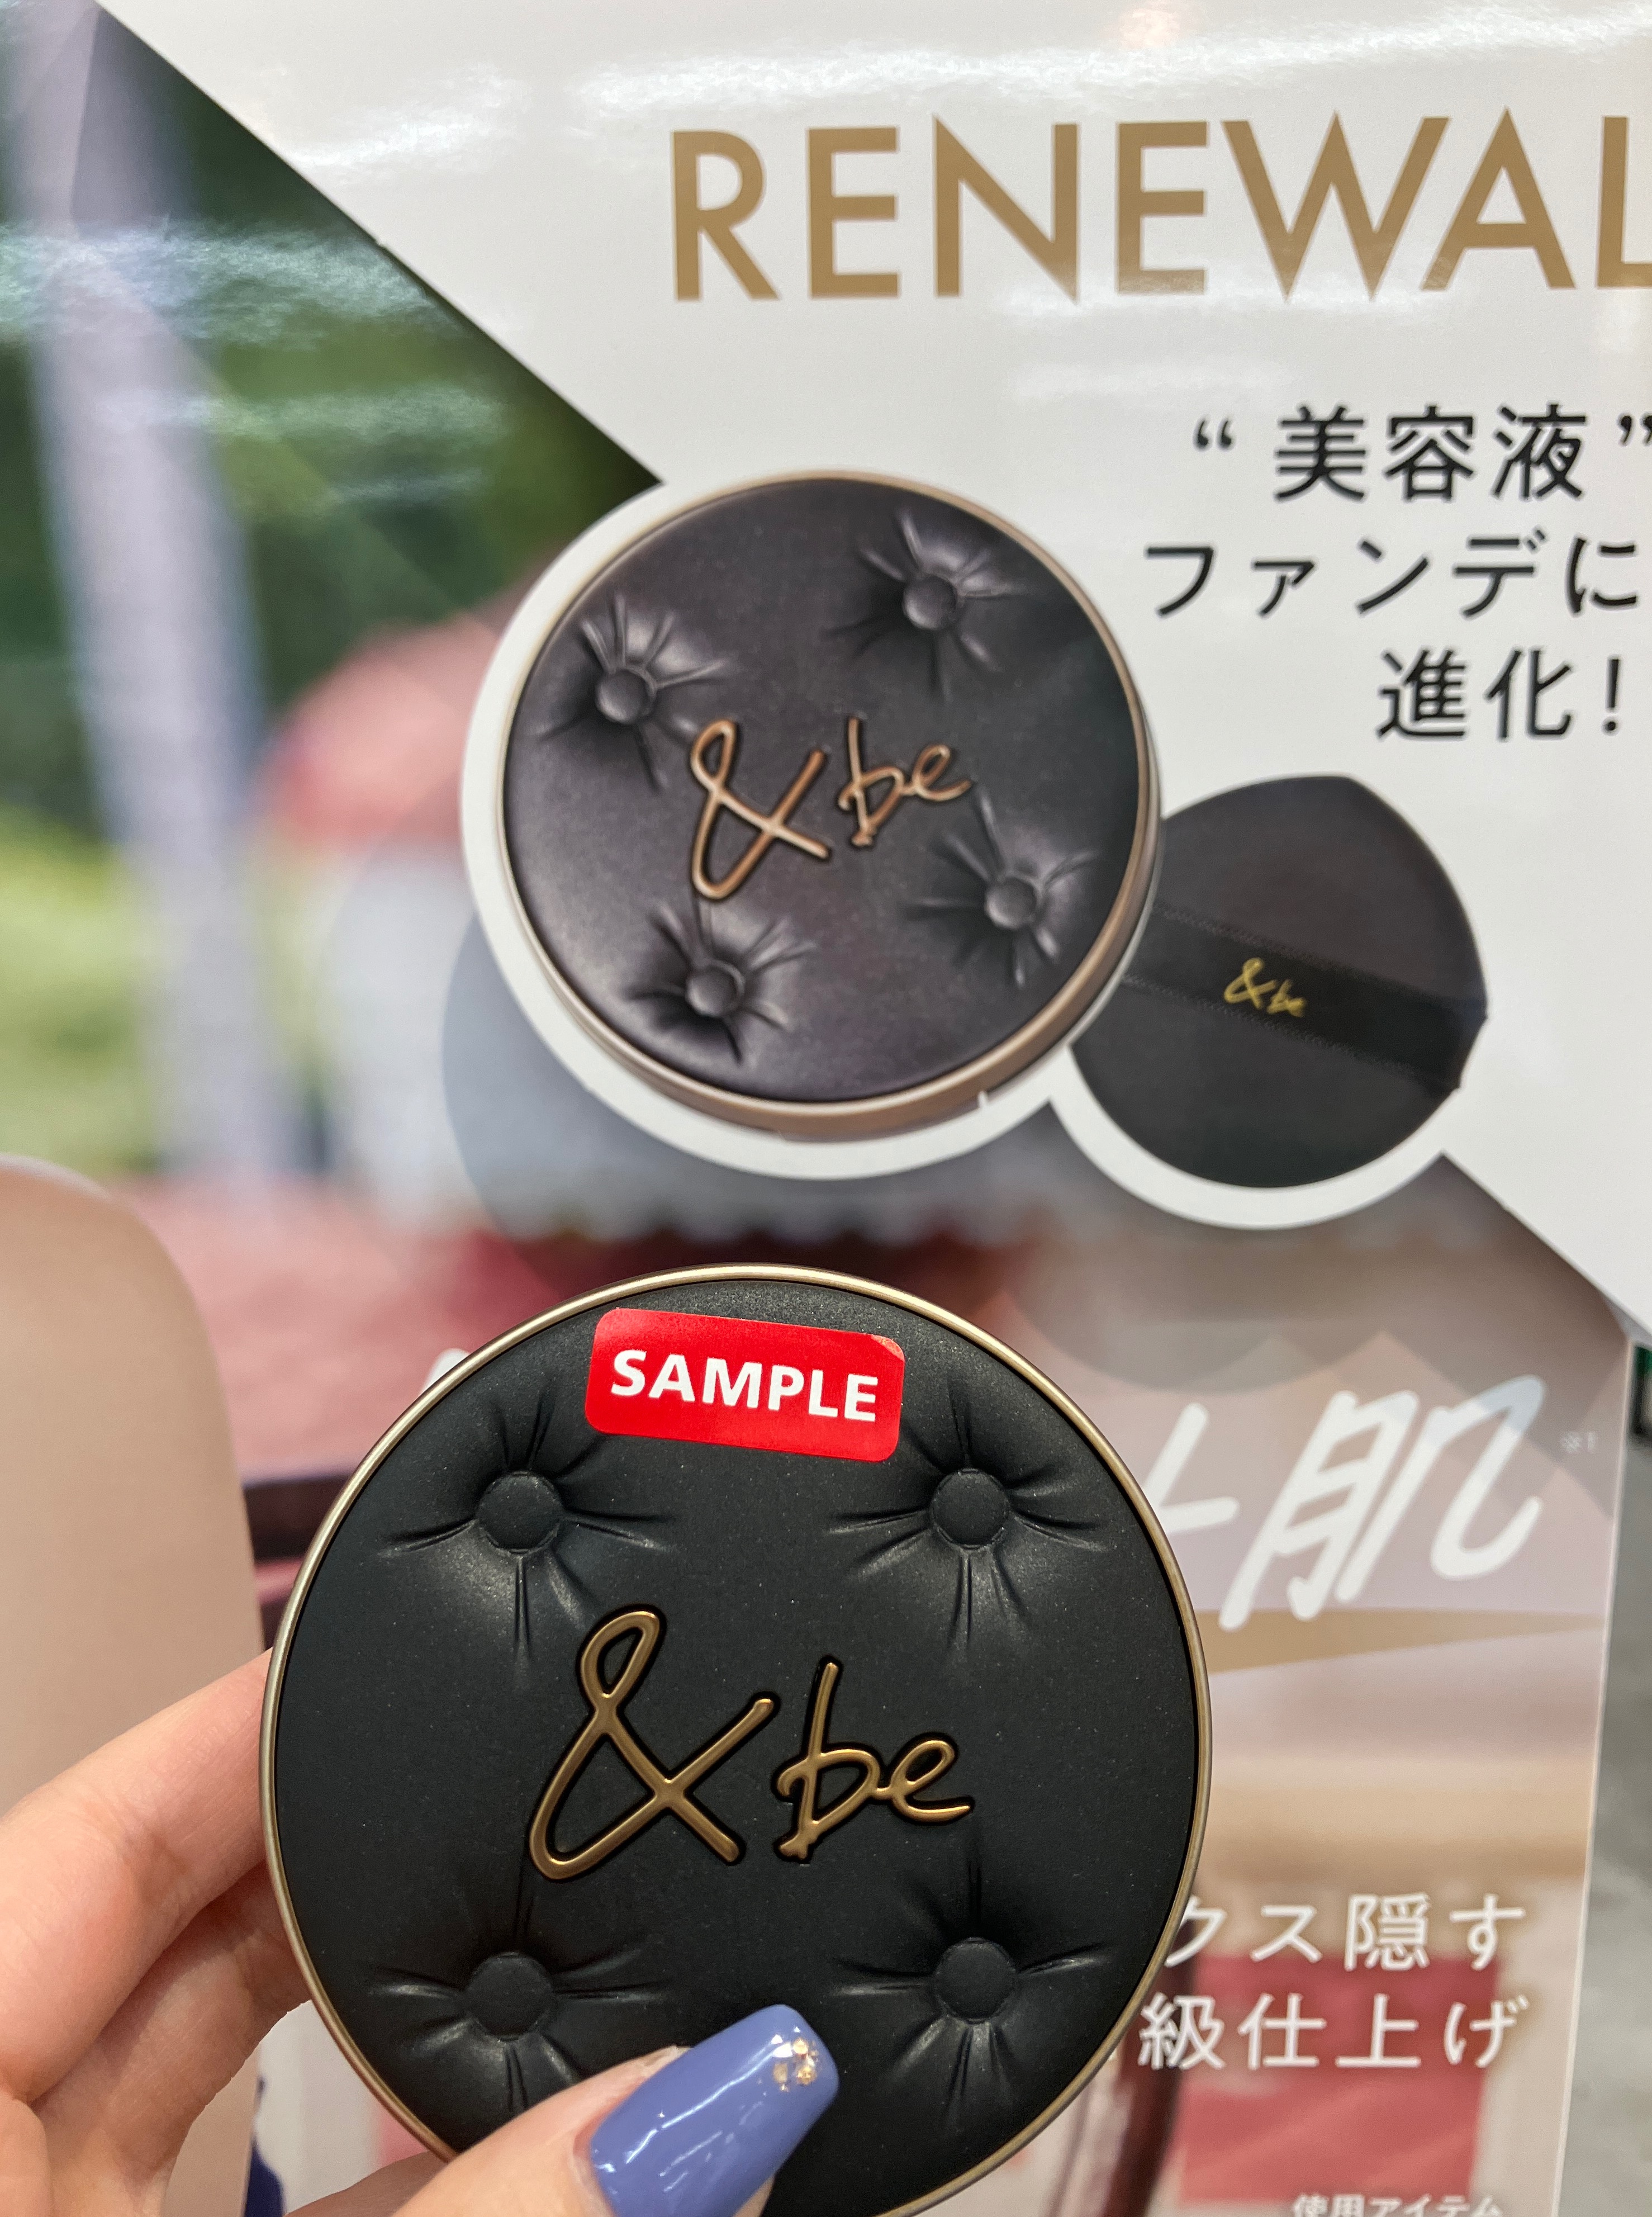 RENEWAL
“美容液”
ファンデに
進化!
&be
&be
SAMPLE
肌
&be
クス隠す
級仕上げ
使用アイテム